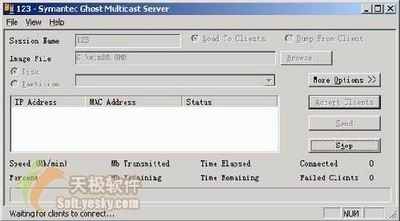 123 - Symantec Ghost Multicast Server
File View Help
Session Name 123 Load To Clients Dump From Client
Image File C:\win98.GHO Browse...
Disk
Partition
More Options >>
IP Address MAC Address Status
Accept Clients
Send
Stop
Speed (Mb/min) Mb Transmitted Time Elapsed Connected 0
Percent Mb Remaining Time Remaining Failed Clients 0
天极软件
Soft.yesky.com
Waiting for clients to connect... NUM